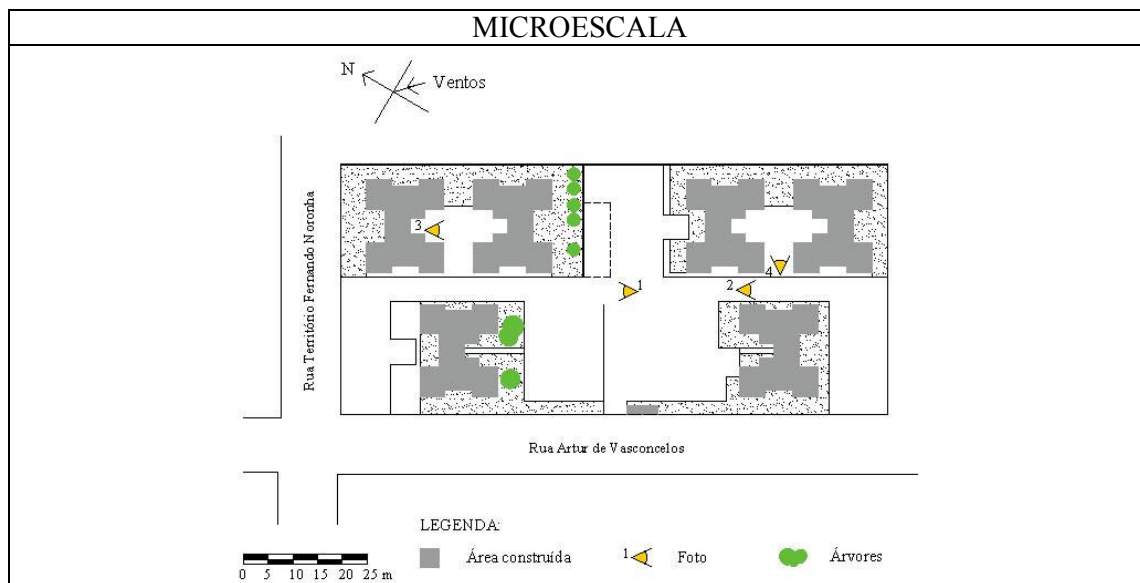 MICROESCALA
N
Ventos
Rua Território Fernando Noronha
3
4
1
2
Rua Artur de Vasconcelos
LEGENDA:
Área construída
1
Foto
Árvores
0 5 10 15 20 25 m